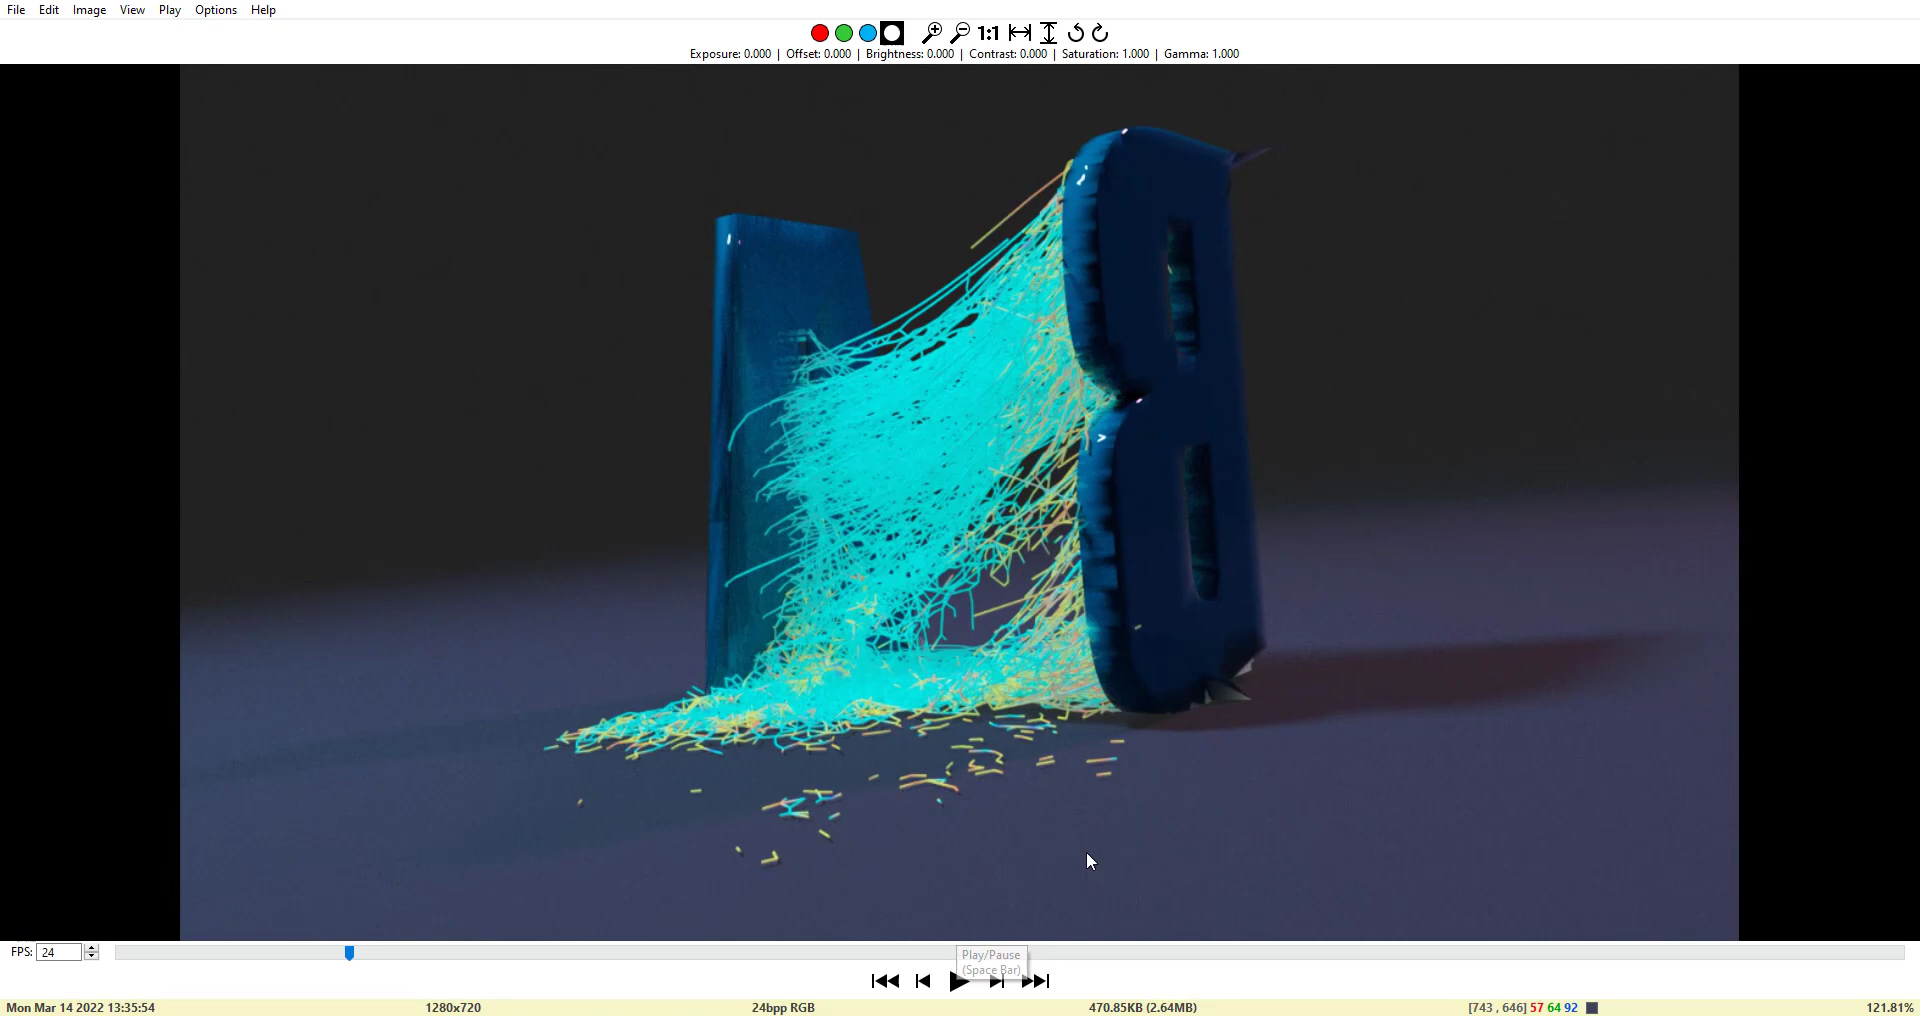 File Edit Image View Play Options Help
1:1
Exposure: 0.000 | Offset: 0.000 | Brightness: 0.000 | Contrast: 0.000 | Saturation: 1.000 | Gamma: 1.000
8
FPS: 24
Play/Pause
(Space Bar)
Mon Mar 14 2022 13:35:54 1280x720 24bpp RGB 470.85KB (2.64MB) [743 , 646] 57 64 92 121.81%